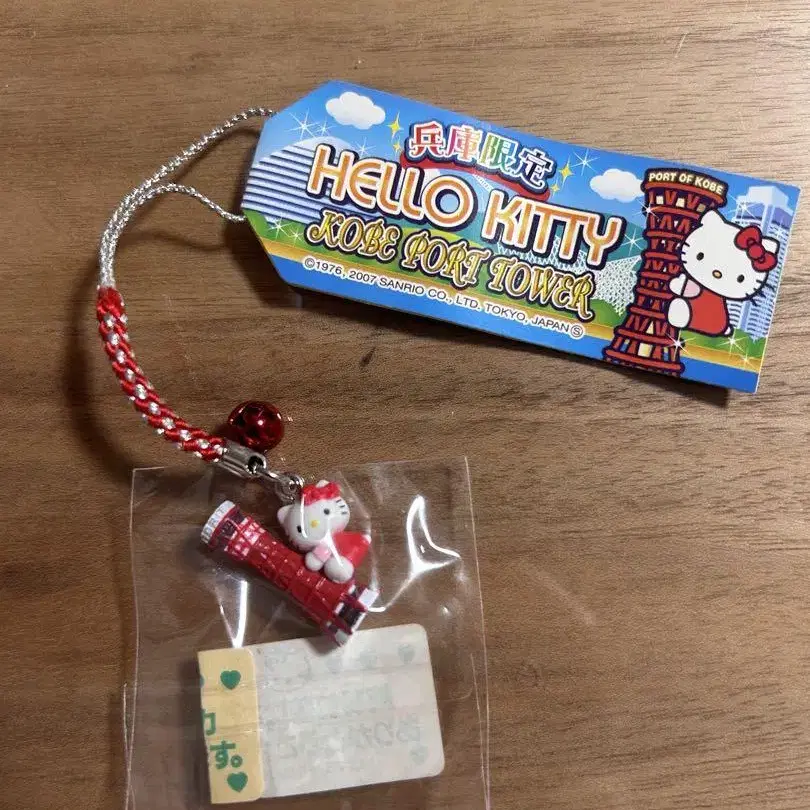 兵庫限定
HELLO KITTY
KOBE PORT TOWER
©1976, 2007 SANRIO CO., LTD. TOKYO, JAPAN Ⓢ
PORT OF KOBE
す。